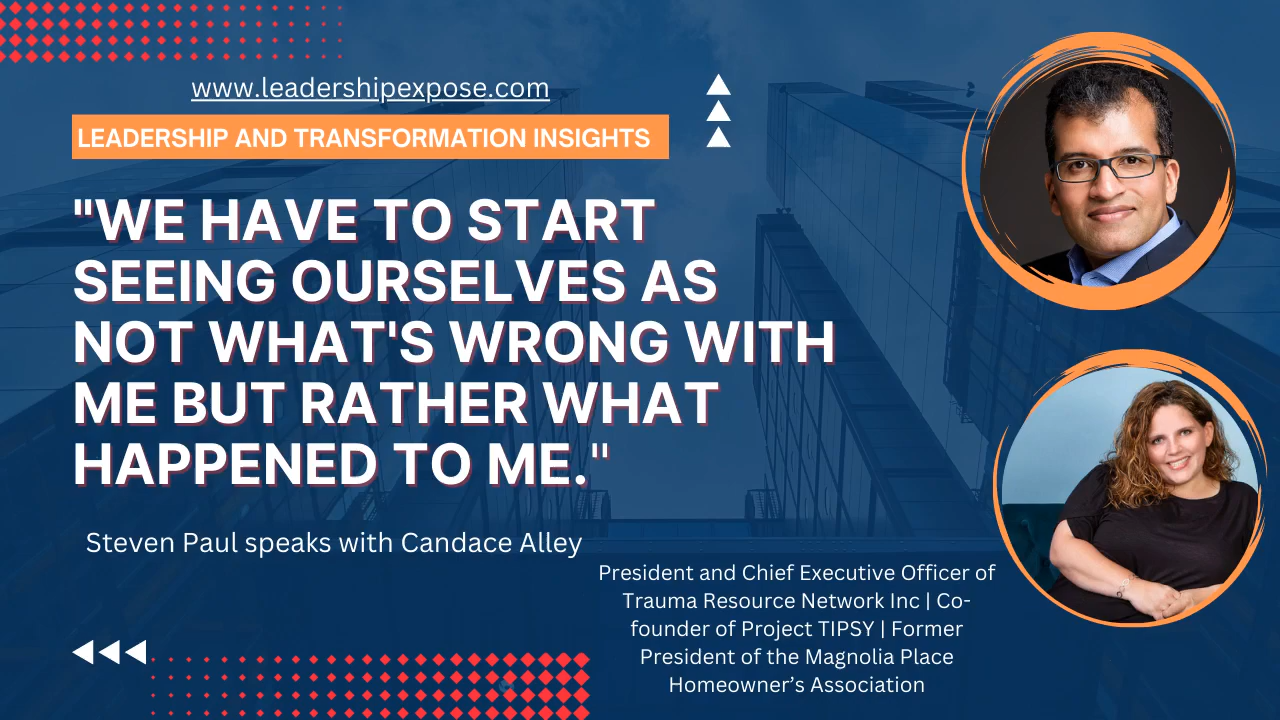 www.leadershipexpose.com
LEADERSHIP AND TRANSFORMATION INSIGHTS
"WE HAVE TO START
SEEING OURSELVES AS
NOT WHAT'S WRONG WITH
ME BUT RATHER WHAT
HAPPENED TO ME."
Steven Paul speaks with Candace Alley
President and Chief Executive Officer of
Trauma Resource Network Inc | Co-
founder of Project TIPSY | Former
President of the Magnolia Place
Homeowner’s Association